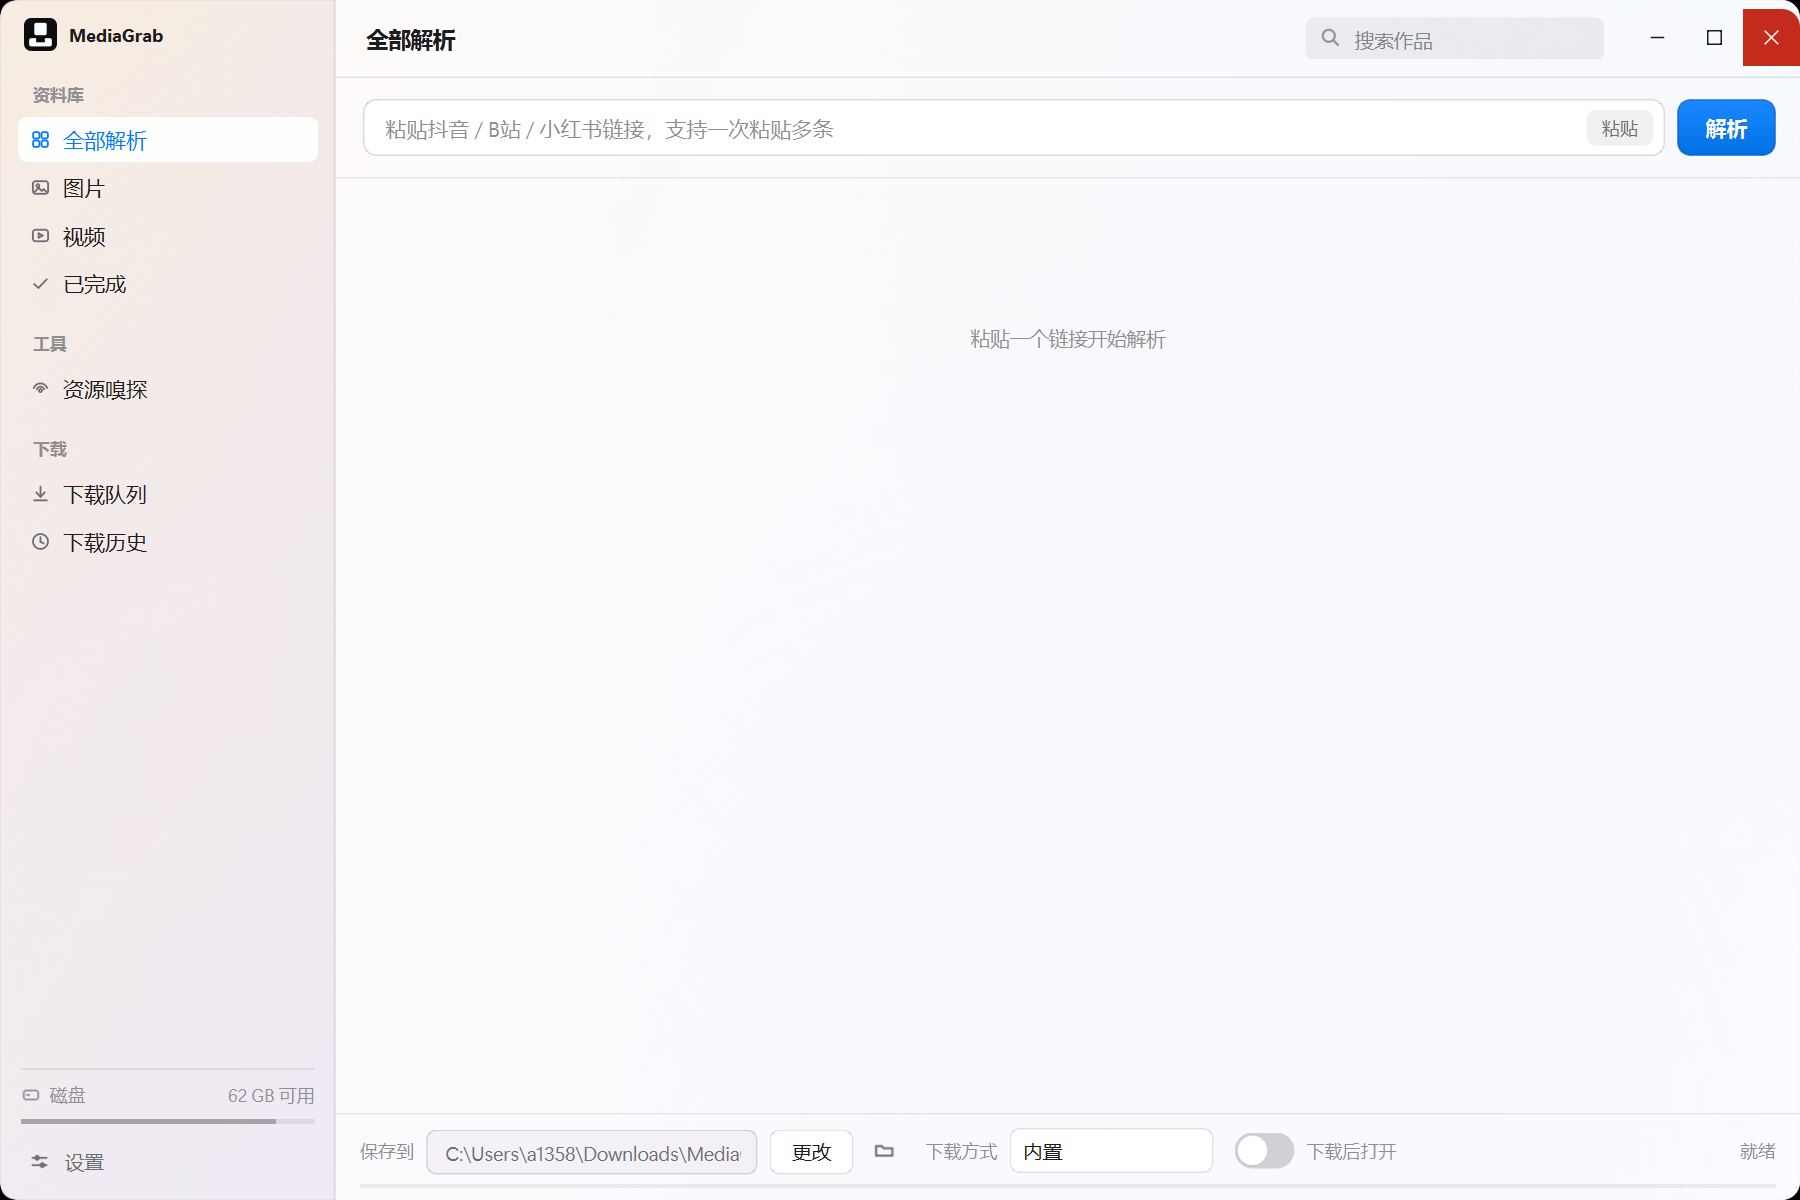 MediaGrab
资料库
全部解析
图片
视频
已完成
工具
资源嗅探
下载
下载队列
下载历史
磁盘
62 GB 可用
设置
全部解析
搜索作品
粘贴抖音 / B站 / 小红书链接，支持一次粘贴多条
粘贴
解析
粘贴一个链接开始解析
保存到
C:\Users\a1358\Downloads\Media
更改
下载方式
内置
下载后打开
就绪